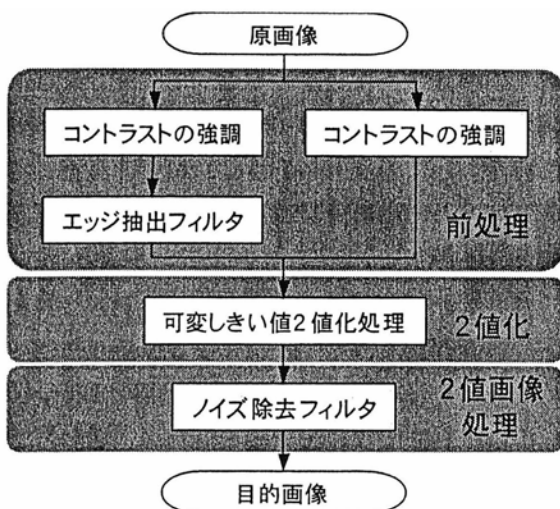 原画像
コントラストの強調
コントラストの強調
エッジ抽出フィルタ
前処理
可変しきい値2値化処理
2値化
ノイズ除去フィルタ
2値画像
処理
目的画像